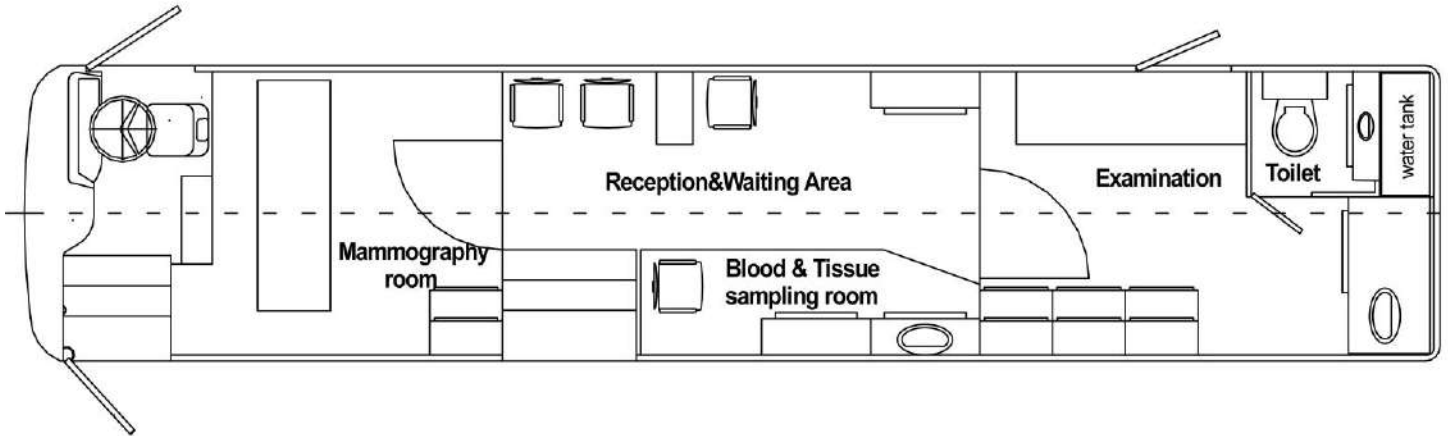 Mammography
room
Reception&Waiting Area
Blood & Tissue
sampling room
Examination
Toilet
water tank